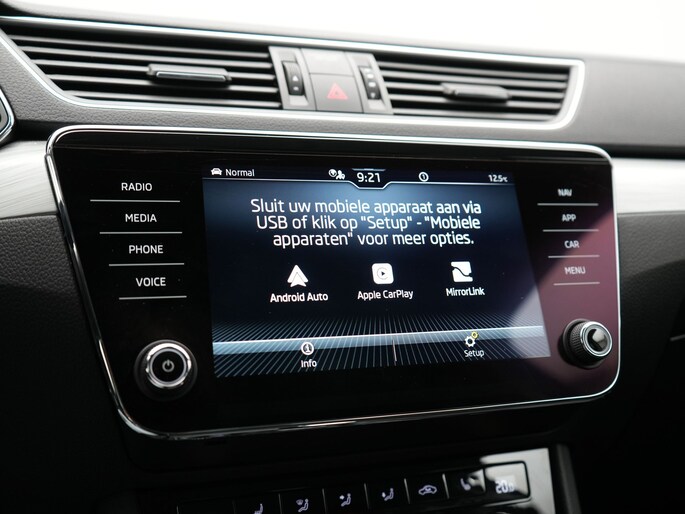 RADIO
MEDIA
PHONE
VOICE
Normal
9:27
12.5°C
Sluit uw mobiele apparaat aan via
USB of klik op "Setup" - "Mobiele
apparaten" voor meer opties.
Android Auto
Apple CarPlay
MirrorLink
Info
Setup
NAV
APP
CAR
MENU